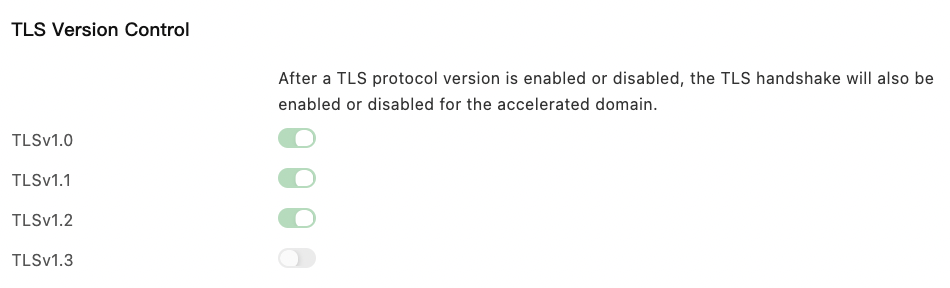 TLS Version Control
After a TLS protocol version is enabled or disabled, the TLS handshake will also be
enabled or disabled for the accelerated domain.
TLSv1.0
TLSv1.1
TLSv1.2
TLSv1.3